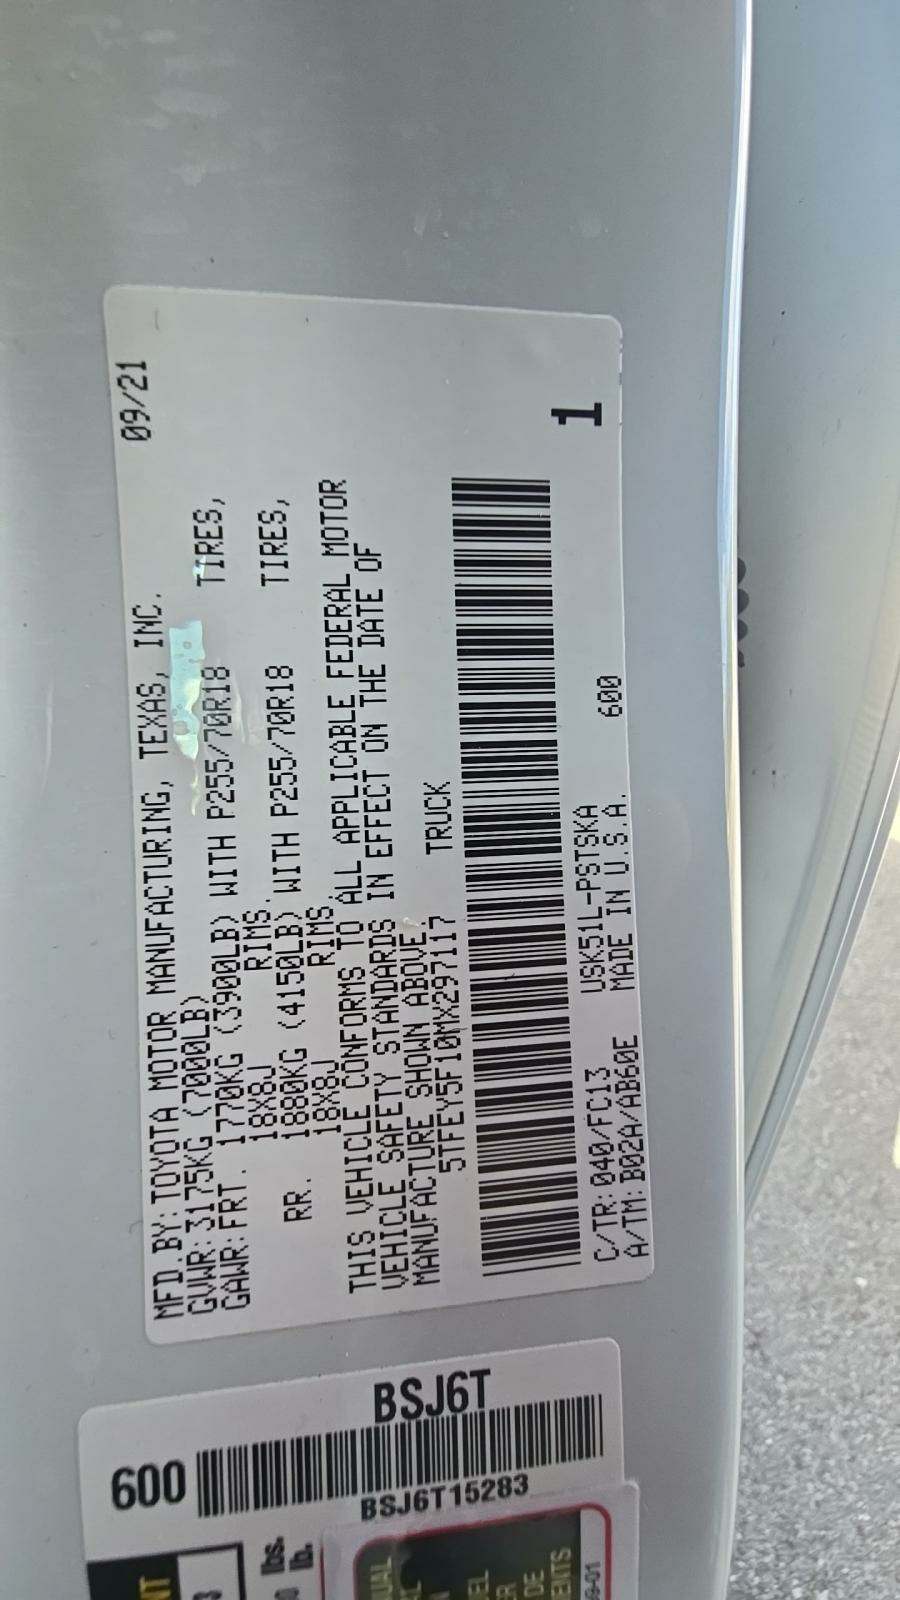 09/21
MFD.BY:TOYOTA MOTOR MANUFACTURING, TEXAS, INC.
GVWR:3175KG (7000LB)
GAWR:FRT. 1770KG (3900LB) WITH P255/70R18 TIRES,
18X8J RIMS.
RR. 1880KG (4150LB) WITH P255/70R18 TIRES,
18X8J RIMS.
THIS VEHICLE CONFORMS TO ALL APPLICABLE FEDERAL MOTOR
VEHICLE SAFETY STANDARDS IN EFFECT ON THE DATE OF
MANUFACTURE SHOWN ABOVE.
5TFEY5F10MX297117 TRUCK
1
C/TR:040/FC13 USK51L-PSTSKA 600
A/TM:B02A/AB60E MADE IN U.S.A.
BSJ6T
600
BSJ6T15283
lbs.
lb.
DE